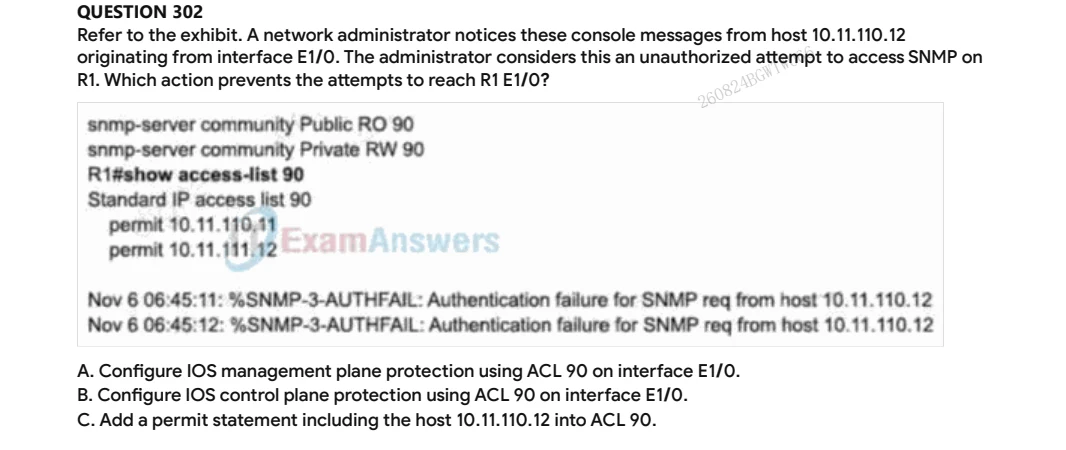 QUESTION 302
Refer to the exhibit. A network administrator notices these console messages from host 10.11.110.12
originating from interface E1/0. The administrator considers this an unauthorized attempt to access SNMP on
R1. Which action prevents the attempts to reach R1 E1/0?
snmp-server community Public RO 90
snmp-server community Private RW 90
R1#show access-list 90
Standard IP access list 90
permit 10.11.110.11
permit 10.11.111.12
ExamAnswers
Nov 6 06:45:11: %SNMP-3-AUTHFAIL: Authentication failure for SNMP req from host 10.11.110.12
Nov 6 06:45:12: %SNMP-3-AUTHFAIL: Authentication failure for SNMP req from host 10.11.110.12
A. Configure IOS management plane protection using ACL 90 on interface E1/0.
B. Configure IOS control plane protection using ACL 90 on interface E1/0.
C. Add a permit statement including the host 10.11.110.12 into ACL 90.